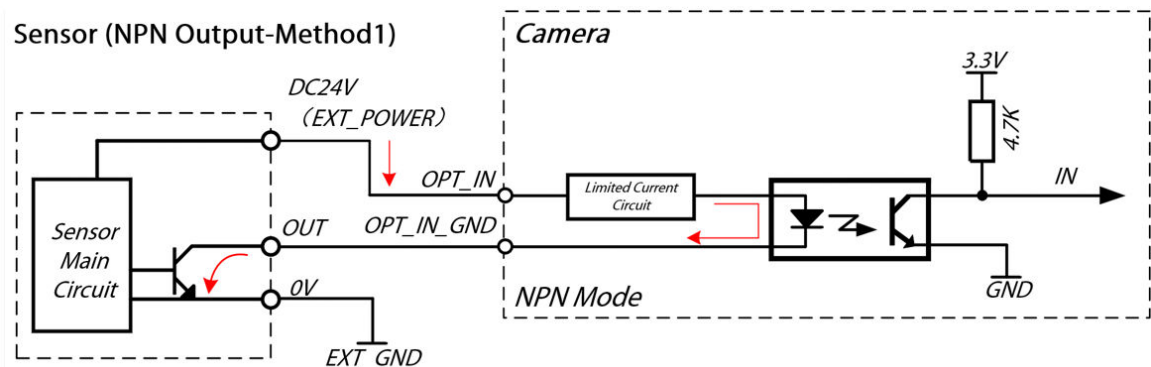 Sensor (NPN Output-Method1)
Camera
DC24V
(EXT_POWER)
3.3V
4.7K
OPT_IN
Limited Current
Circuit
IN
Sensor
Main
Circuit
OUT
OPT_IN_GND
0V
GND
NPN Mode
EXT GND